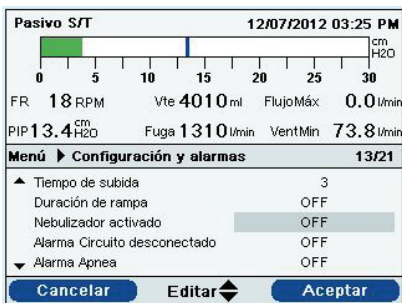 Pasivo S/T 12/07/2012 03:25 PM
cm
H2O
0 5 10 15 20 25 30
FR 18 RPM Vte 4010 ml FlujoMáx 0.0 l/min
PIP 13.4 cm H2O Fuga 1310 l/min VentMin 73.8 l/min
Menú Configuración y alarmas 13/21
Tiempo de subida 3
Duración de rampa OFF
Nebulizador activado OFF
Alarma Circuito desconectado OFF
Alarma Apnea OFF
Cancelar Editar Aceptar